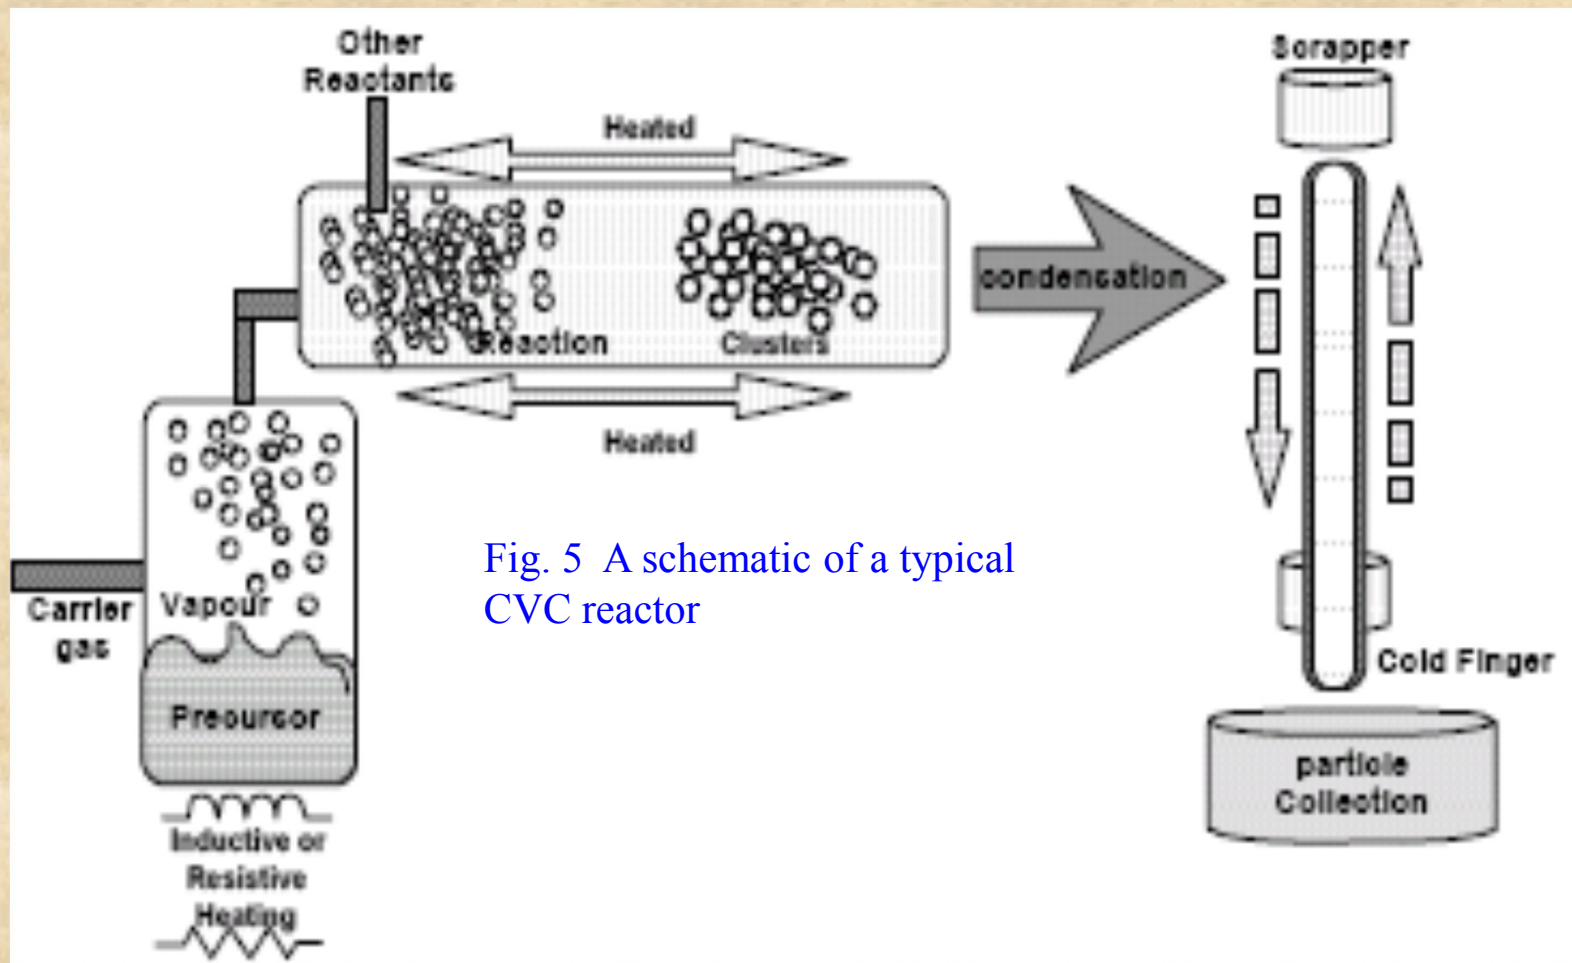 Other
Reactants
Scrapper
Heated
condensation
Reaction
Clusters
Heated
Fig. 5 A schematic of a typical
CVC reactor
Carrier
gas
Vapour
Precursor
Cold Finger
particle
Collection
Inductive or
Resistive
Heating